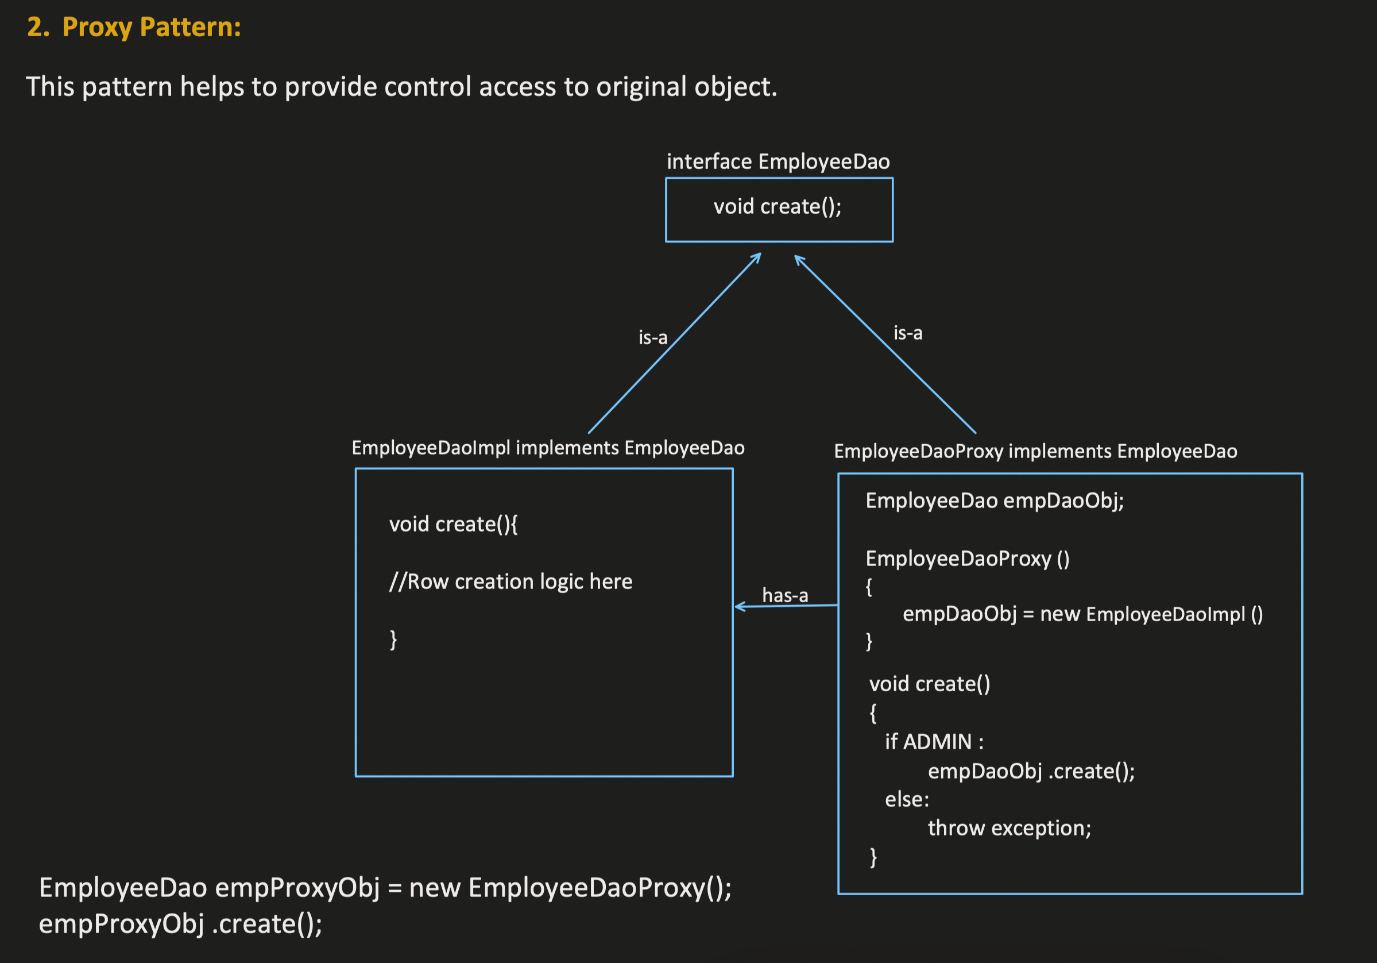 2. Proxy Pattern:
This pattern helps to provide control access to original object.
interface EmployeeDao
void create();
is-a
is-a
EmployeeDaoImpl implements EmployeeDao
void create(){
//Row creation logic here
}
has-a
EmployeeDaoProxy implements EmployeeDao
EmployeeDao empDaoObj;
EmployeeDaoProxy ()
{
empDaoObj = new EmployeeDaoImpl ()
}
void create()
{
if ADMIN :
empDaoObj .create();
else:
throw exception;
}
EmployeeDao empProxyObj = new EmployeeDaoProxy();
empProxyObj .create();